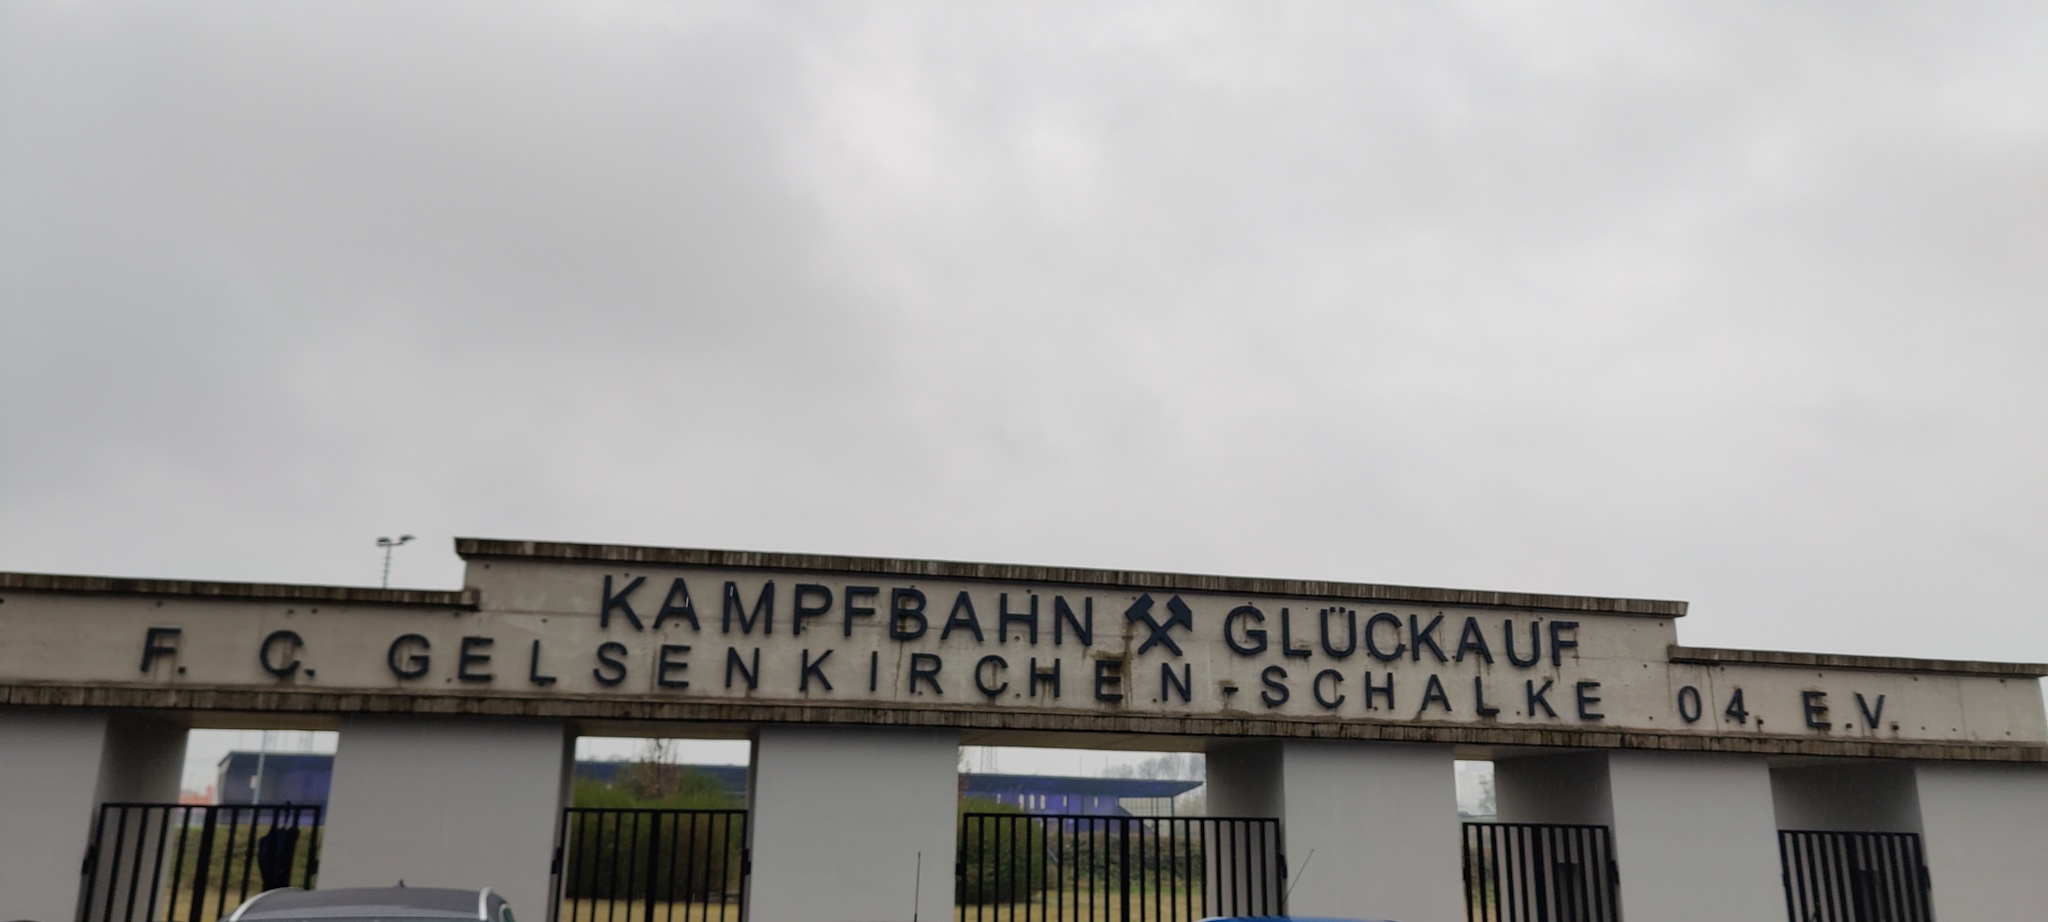 KAMPFBAHN GLÜCKAUF
F. C. GELSENKIRCHEN-SCHALKE 04. E.V.